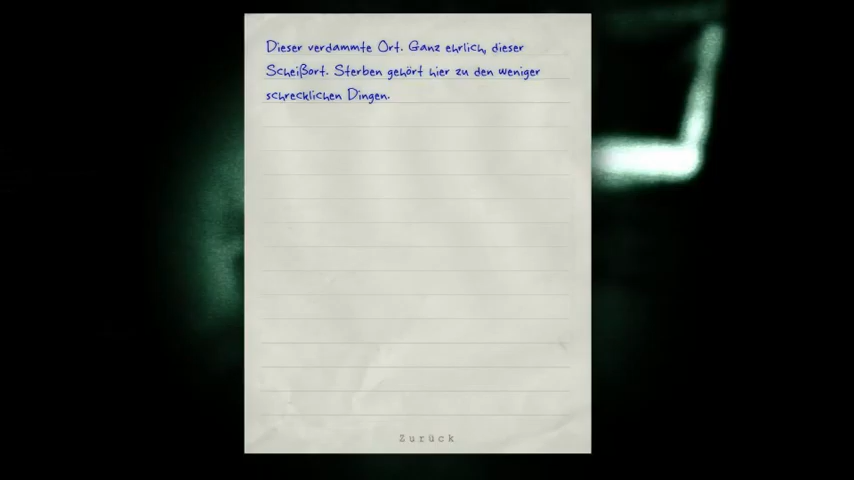 Dieser verdammte Ort. Ganz ehrlich, dieser
Scheißort. Sterben gehört hier zu den weniger
schrecklichen Dingen.
Zurück